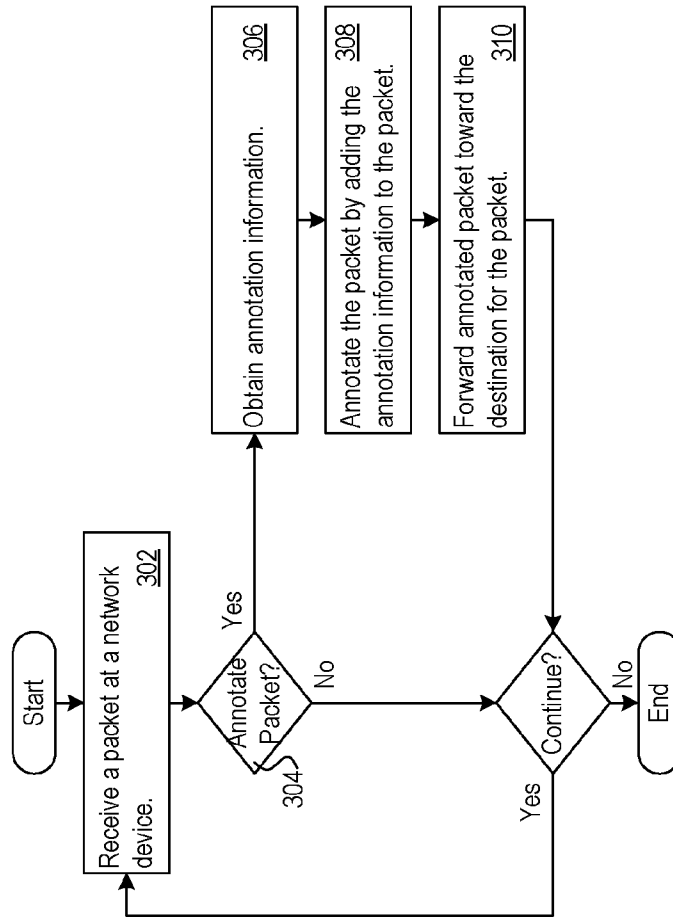 Start
Receive a packet at a network
device.
302
Annotate
Packet?
304
Yes
No
Obtain annotation information.
306
Annotate the packet by adding the
annotation information to the packet.
308
Forward annotated packet toward the
destination for the packet.
310
Continue?
Yes
No
End